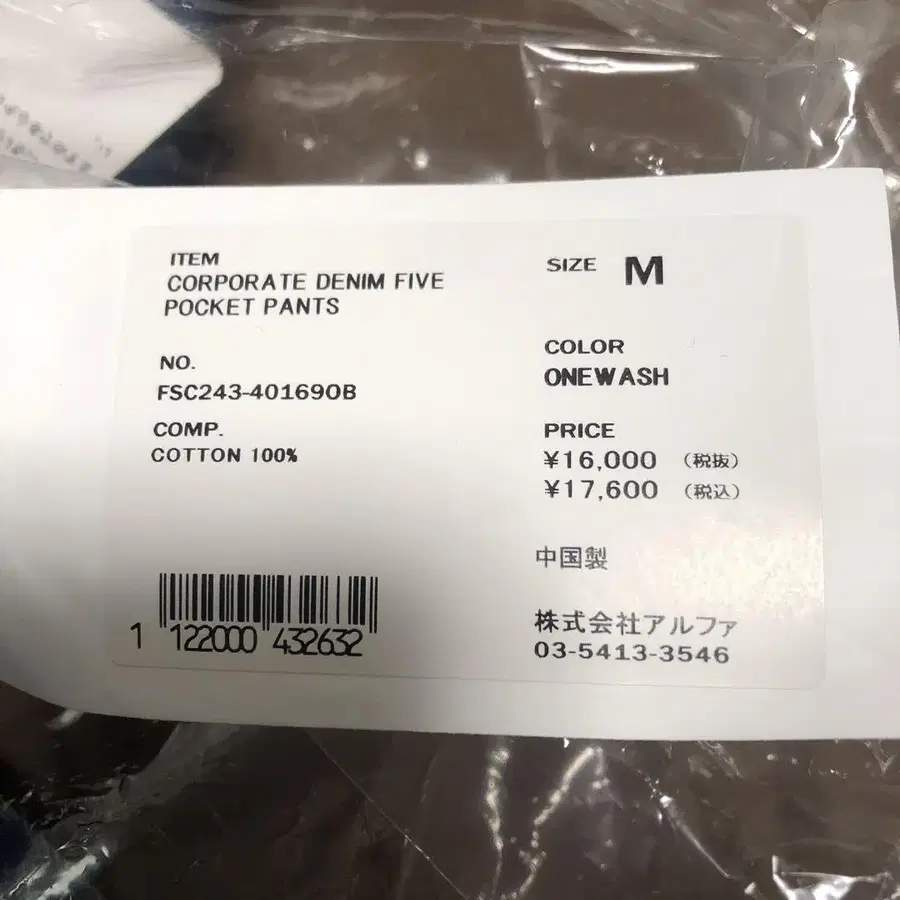 ITEM
CORPORATE DENIM FIVE
POCKET PANTS
NO.
FSC243-401690B
COMP.
COTTON 100%
SIZE M
COLOR
ONEWASH
PRICE
¥16,000 (税抜)
¥17,600 (税込)
中国製
株式会社アルファ
03-5413-3546
1 122000 432632